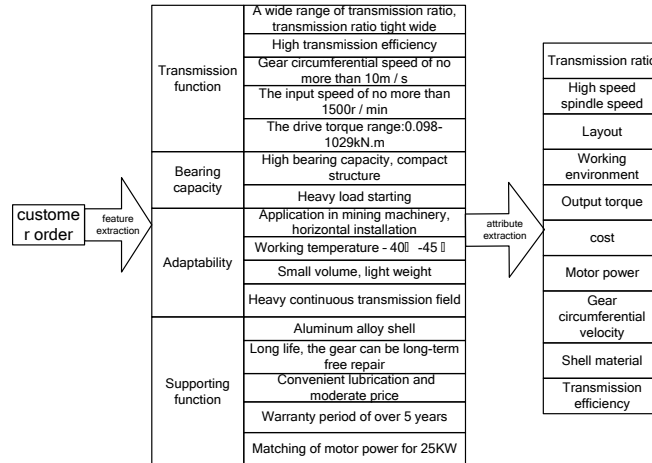 custome
r order
feature
extraction
Transmission
function
A wide range of transmission ratio,
transmission ratio tight wide
High transmission efficiency
Gear circumferential speed of no
more than 10m / s
The input speed of no more than
1500r / min
The drive torque range:0.098-
1029kN.m
Bearing
capacity
High bearing capacity, compact
structure
Heavy load starting
Adaptability
Application in mining machinery,
horizontal installation
Working temperature - 40▯ -45 ▯
Small volume, light weight
Heavy continuous transmission field
Supporting
function
Aluminum alloy shell
Long life, the gear can be long-term
free repair
Convenient lubrication and
moderate price
Warranty period of over 5 years
Matching of motor power for 25KW
attribute
extraction
Transmission ratio
High speed
spindle speed
Layout
Working
environment
Output torque
cost
Motor power
Gear
circumferential
velocity
Shell material
Transmission
efficiency